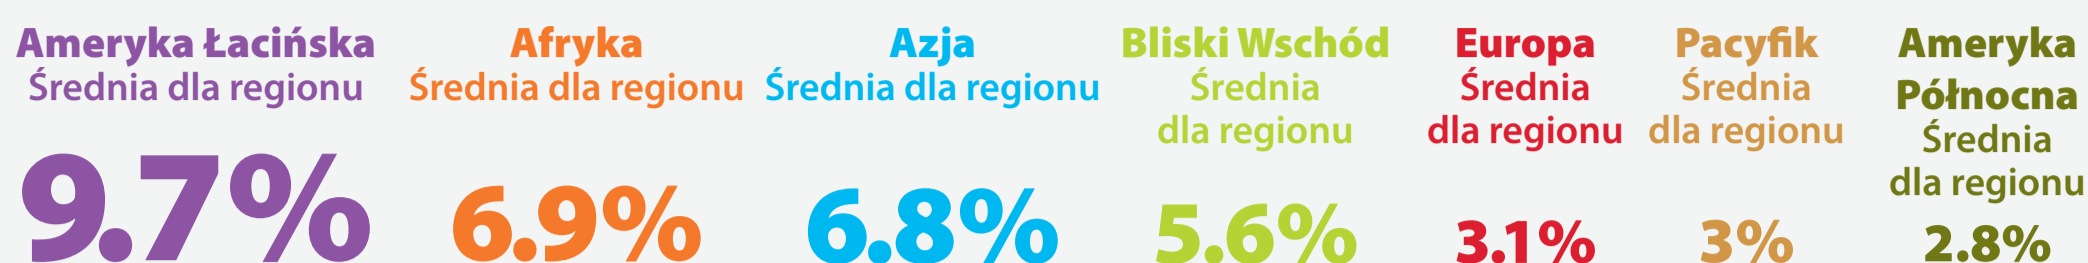 Ameryka Łacińska
Średnia dla regionu
9.7%
Afryka
Średnia dla regionu
6.9%
Azja
Średnia dla regionu
6.8%
Bliski Wschód
Średnia
dla regionu
5.6%
Europa
Średnia
dla regionu
3.1%
Pacyfik
Średnia
dla regionu
3%
Ameryka
Północna
Średnia
dla regionu
2.8%